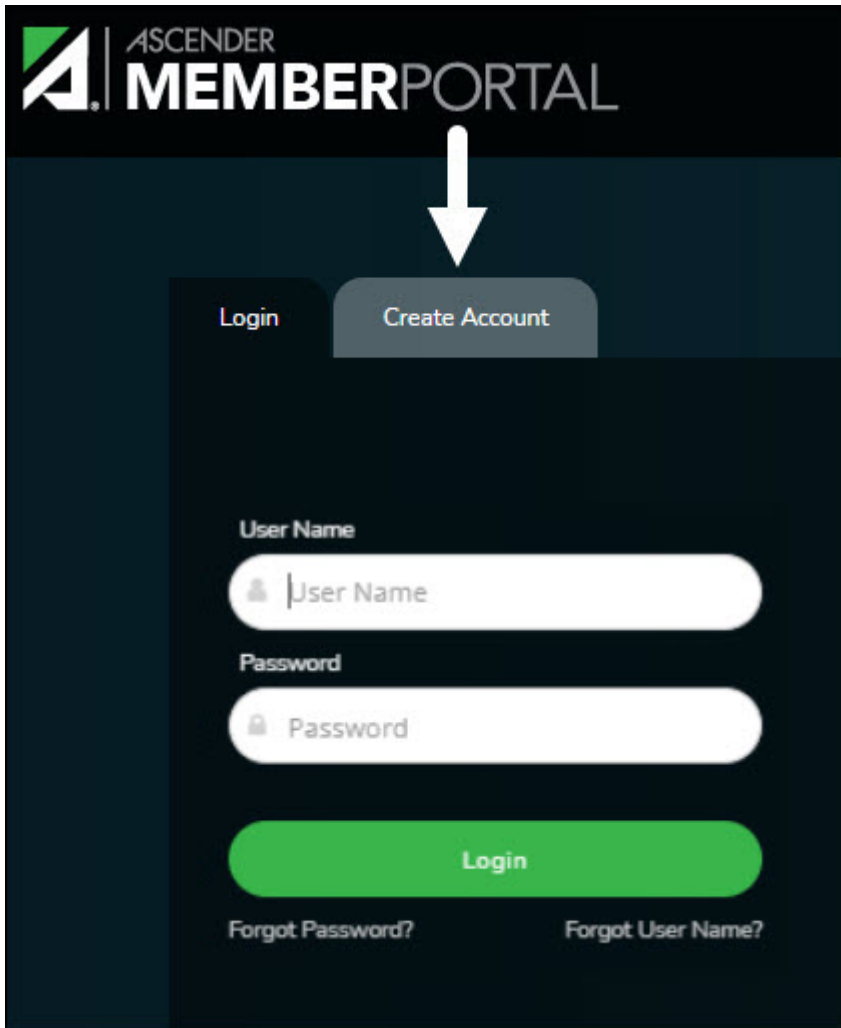 ASCENDER
MEMBERPORTAL
Login Create Account
User Name
User Name
Password
Password
Login
Forgot Password? Forgot User Name?